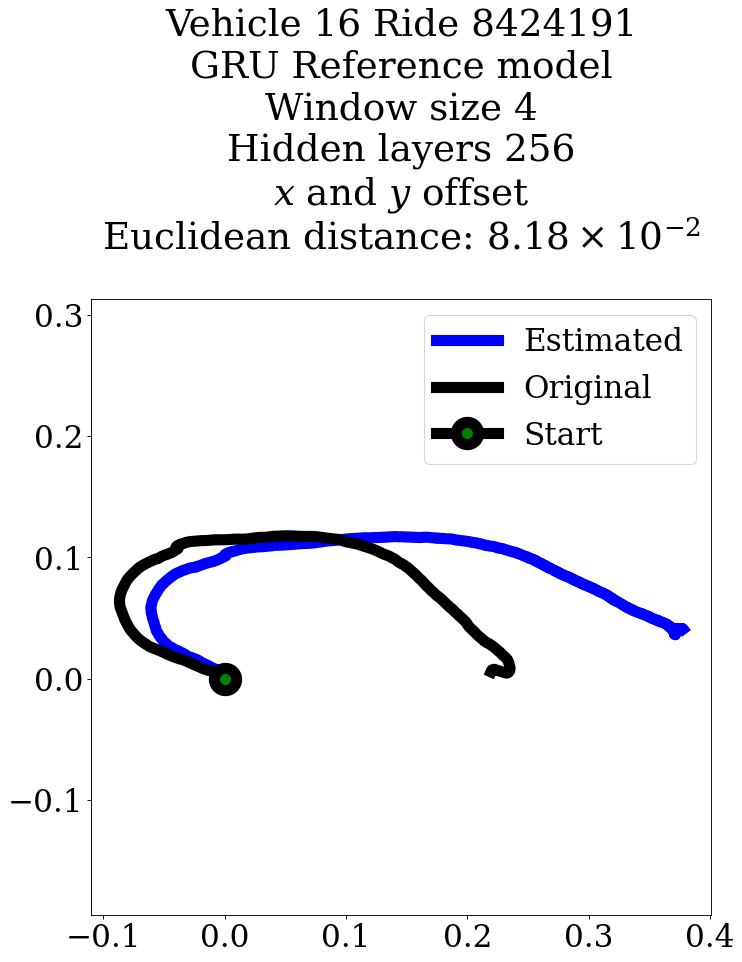 Vehicle 16 Ride 8424191
GRU Reference model
Window size 4
Hidden layers 256
x and y offset
Euclidean distance: 8.18 × 10⁻²
Estimated
Original
Start
0.3
0.2
0.1
0.0
−0.1
−0.1
0.0
0.1
0.2
0.3
0.4